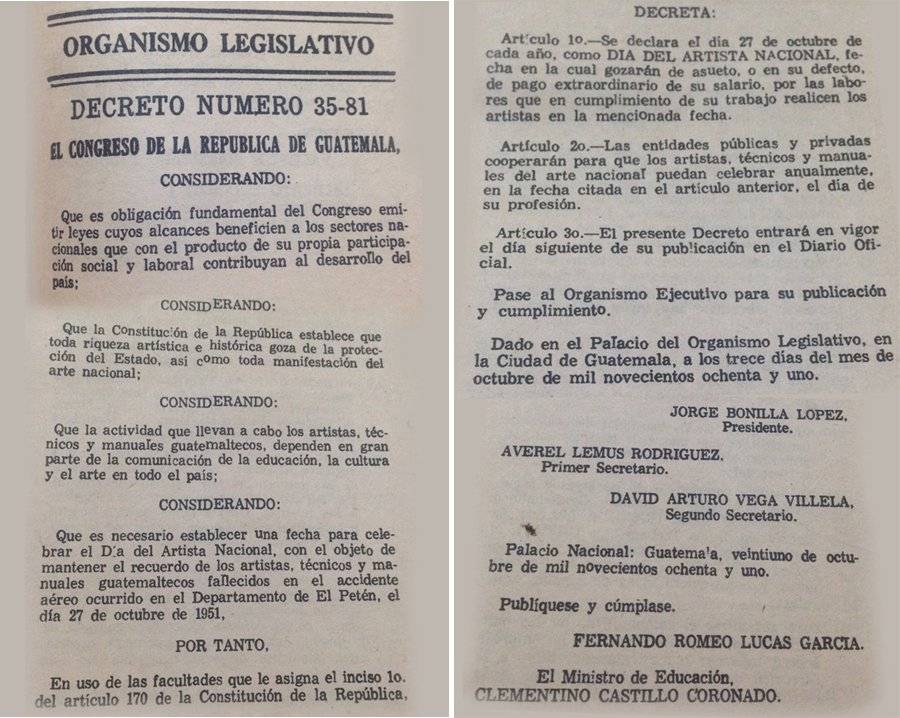 ORGANISMO LEGISLATIVO
DECRETO NUMERO 35-81
EL CONGRESO DE LA REPUBLICA DE GUATEMALA,
CONSIDERANDO:
Que es obligación fundamental del Congreso emi-
tir leyes cuyos alcances beneficien a los sectores na-
cionales que con el producto de su propia participa-
ción social y laboral contribuyan al desarrollo del
país;
CONSIDERANDO:
Que la Constitución de la República establece que
toda riqueza artística e histórica goza de la protec-
ción del Estado, así como toda manifestación del
arte nacional;
CONSIDERANDO:
Que la actividad que llevan a cabo los artistas, téc-
nicos y manuales guatemaltecos, dependen en gran
parte de la comunicación de la educación, la cultura
y el arte en todo el país;
CONSIDERANDO:
Que es necesario establecer una fecha para cele-
brar el Día del Artista Nacional, con el objeto de
mantener el recuerdo de los artistas, técnicos y ma-
nuales guatemaltecos fallecidos en el accidente
aéreo ocurrido en el Departamento de El Petén, el
día 27 de octubre de 1951,
POR TANTO,
En uso de las facultades que le asigna el inciso 1o.
del artículo 170 de la Constitución de la República,
DECRETA:
Artículo 1o.—Se declara el día 27 de octubre de
cada año, como DIA DEL ARTISTA NACIONAL, fe-
cha en la cual gozarán de asueto, o en su defecto,
de pago extraordinario de su salario, por las labo-
res que en cumplimiento de su trabajo realicen los
artistas en la mencionada fecha.
Artículo 2o.—Las entidades públicas y privadas
cooperarán para que los artistas, técnicos y manua-
les del arte nacional puedan celebrar anualmente,
en la fecha citada en el artículo anterior, el día de
su profesión.
Artículo 3o.—El presente Decreto entrará en vigor
el día siguiente de su publicación en el Diario Ofi-
cial.
Pase al Organismo Ejecutivo para su publicación
y cumplimiento.
Dado en el Palacio del Organismo Legislativo, en
la Ciudad de Guatemala, a los trece días del mes de
octubre de mil novecientos ochenta y uno.
JORGE BONILLA LOPEZ,
Presidente.
AVEREL LEMUS RODRIGUEZ,
Primer Secretario.
DAVID ARTURO VEGA VILLELA,
Segundo Secretario.
Palacio Nacional: Guatemala, veintiuno de octu-
bre de mil novecientos ochenta y uno.
Publíquese y cúmplase.
FERNANDO ROMEO LUCAS GARCIA.
El Ministro de Educación,
CLEMENTINO CASTILLO CORONADO.